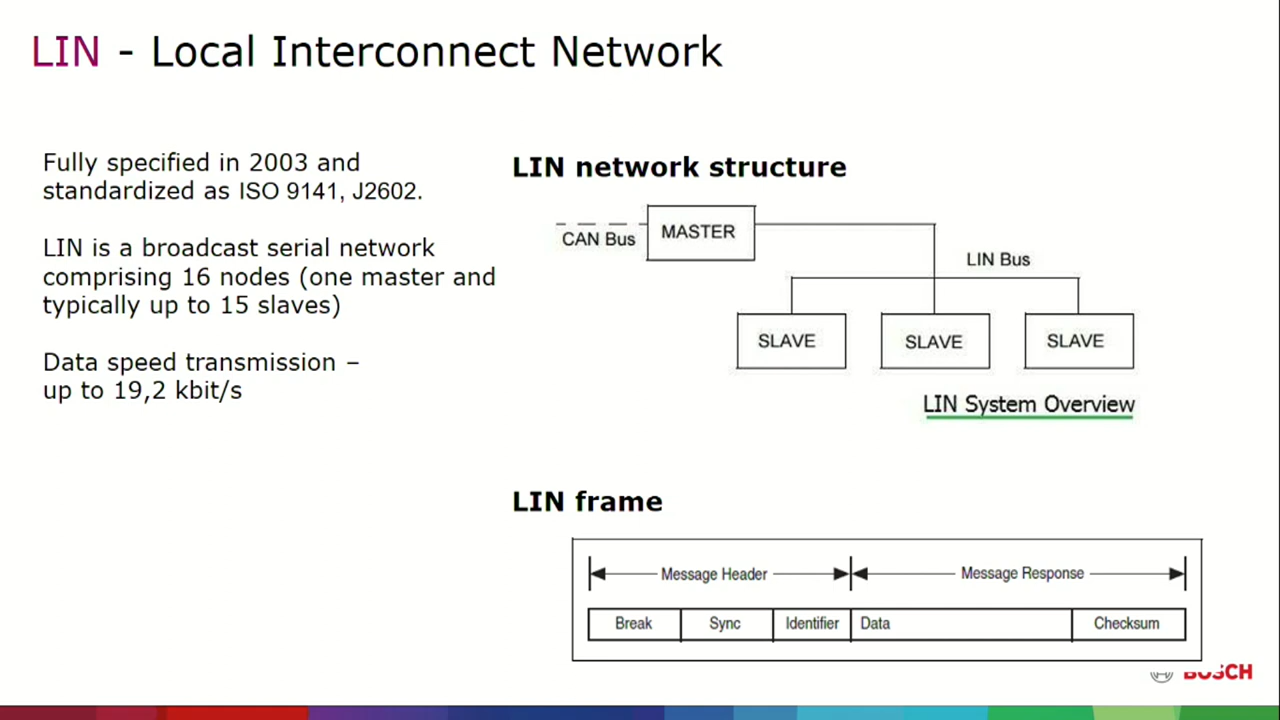 LIN - Local Interconnect Network
Fully specified in 2003 and
standardized as ISO 9141, J2602.
LIN is a broadcast serial network
comprising 16 nodes (one master and
typically up to 15 slaves)
Data speed transmission –
up to 19,2 kbit/s
LIN network structure
CAN Bus
MASTER
LIN Bus
SLAVE
SLAVE
SLAVE
LIN System Overview
LIN frame
Message Header
Message Response
Break
Sync
Identifier
Data
Checksum
BOSCH